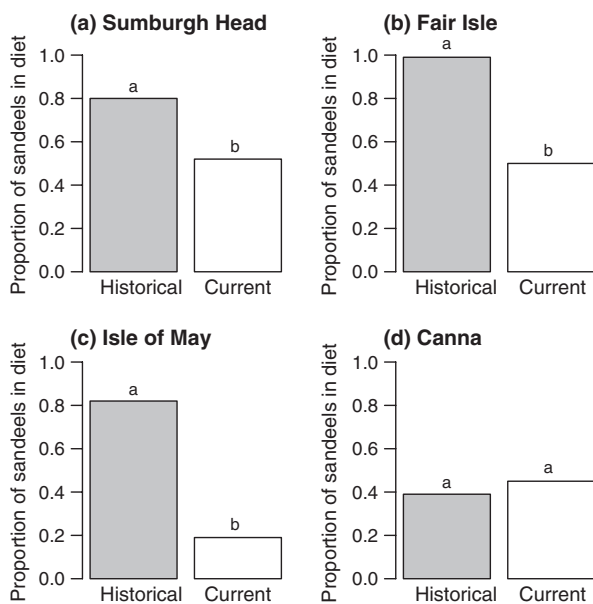 (a) Sumburgh Head
Proportion of sandeels in diet
1.0
0.8
0.6
0.4
0.2
0.0
a
b
Historical Current
(b) Fair Isle
Proportion of sandeels in diet
1.0
0.8
0.6
0.4
0.2
0.0
a
b
Historical Current
(c) Isle of May
Proportion of sandeels in diet
1.0
0.8
0.6
0.4
0.2
0.0
a
b
Historical Current
(d) Canna
Proportion of sandeels in diet
1.0
0.8
0.6
0.4
0.2
0.0
a
a
Historical Current